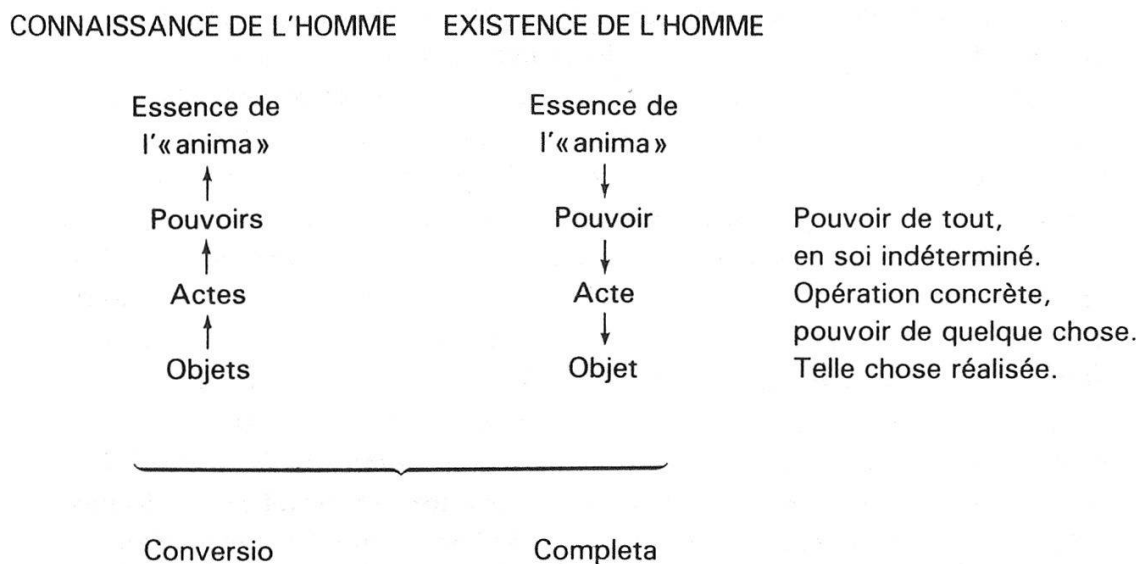 CONNAISSANCE DE L'HOMME EXISTENCE DE L'HOMME
Essence de Essence de
l'«anima» l'«anima»
Pouvoirs Pouvoir Pouvoir de tout,
en soi indéterminé.
Actes Acte Opération concrète,
pouvoir de quelque chose.
Objets Objet Telle chose réalisée.
Conversio Completa